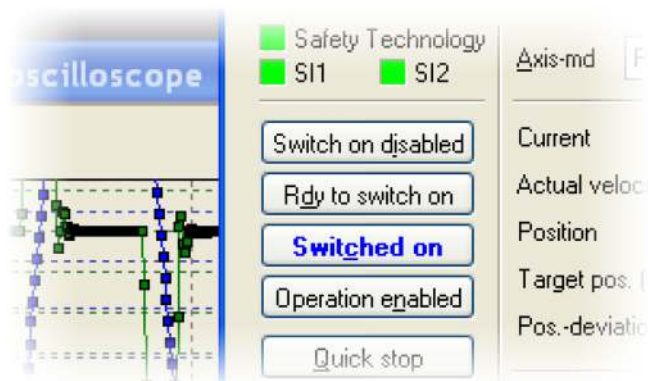 oscilloscope
Safety Technology
SI1 SI2
Switch on disabled
Rdy to switch on
Switched on
Operation enabled
Quick stop
Axis-md
Current
Actual veloc
Position
Target pos.
Pos.-deviatio